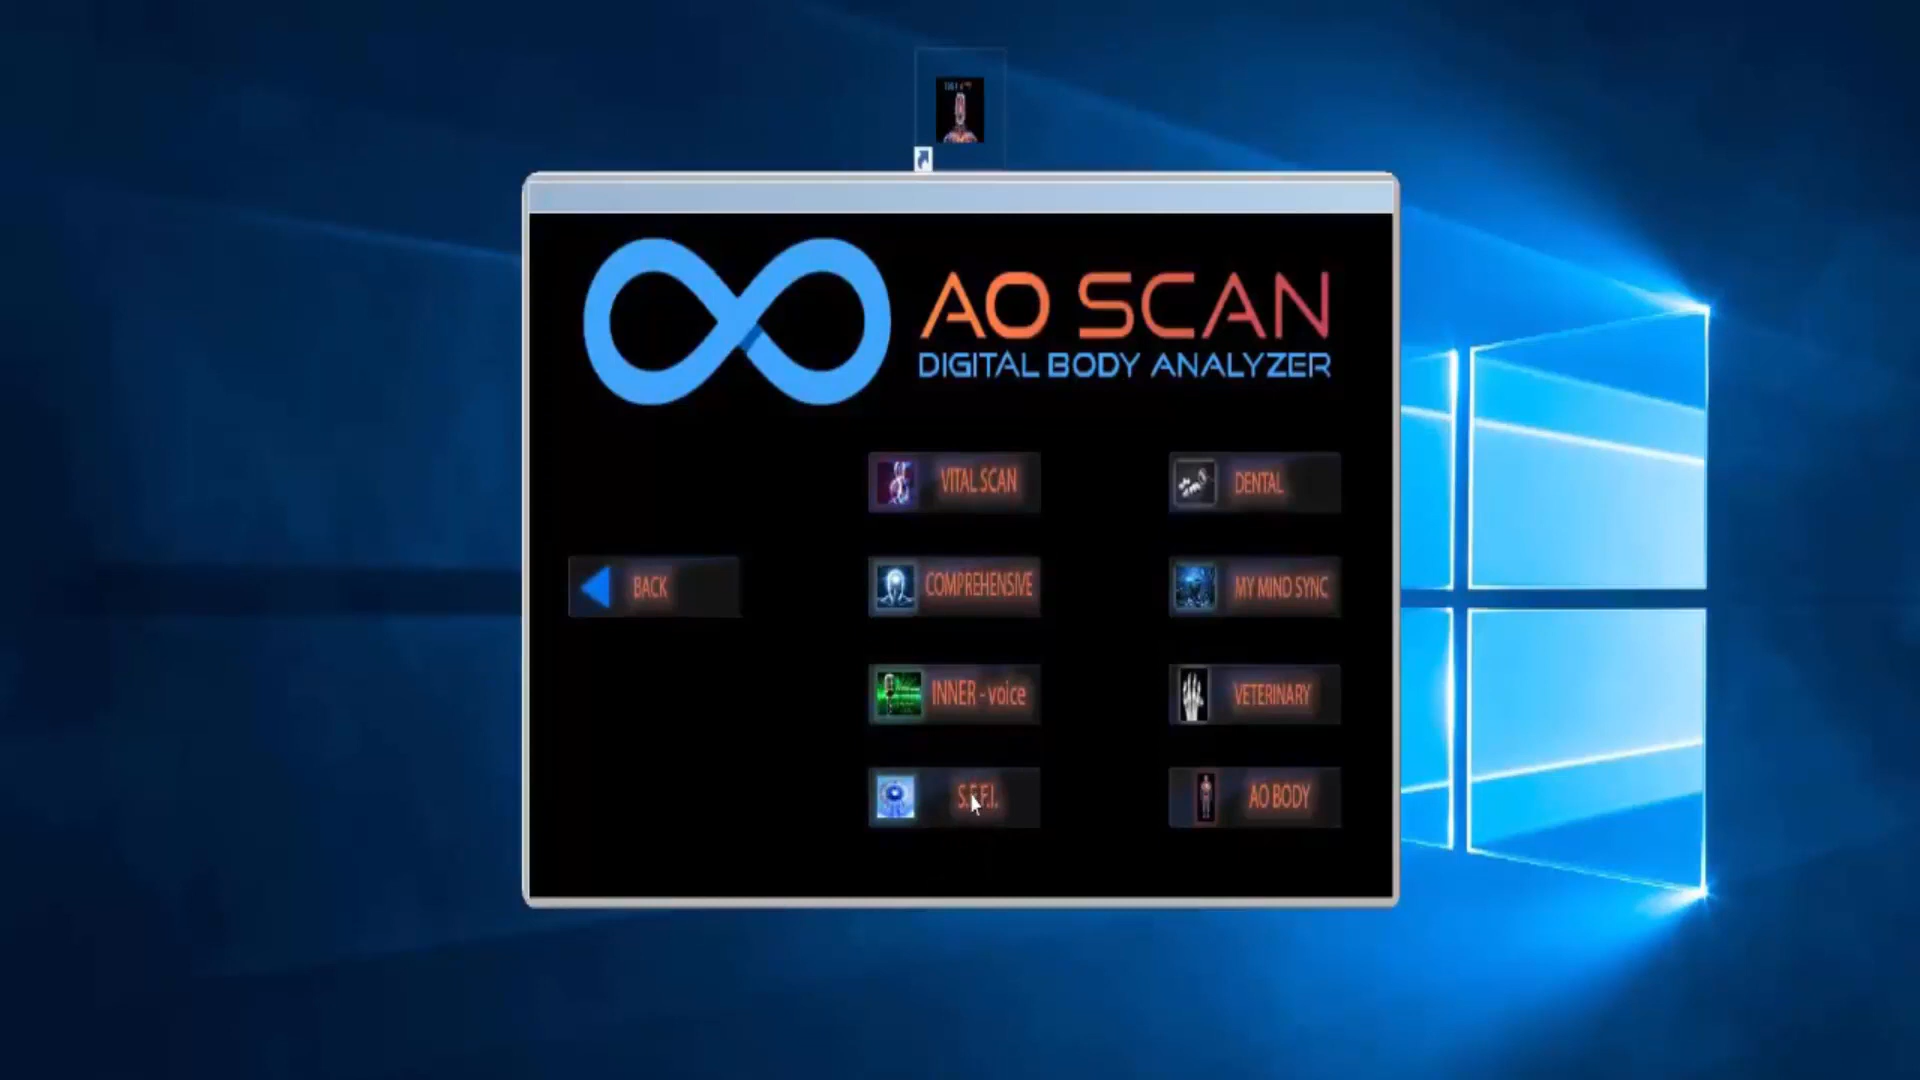 AO SCAN
DIGITAL BODY ANALYZER
VITAL SCAN
DENTAL
BACK
COMPREHENSIVE
MY MIND SYNC
INNER - voice
VETERINARY
S.E.F.I.
AO BODY